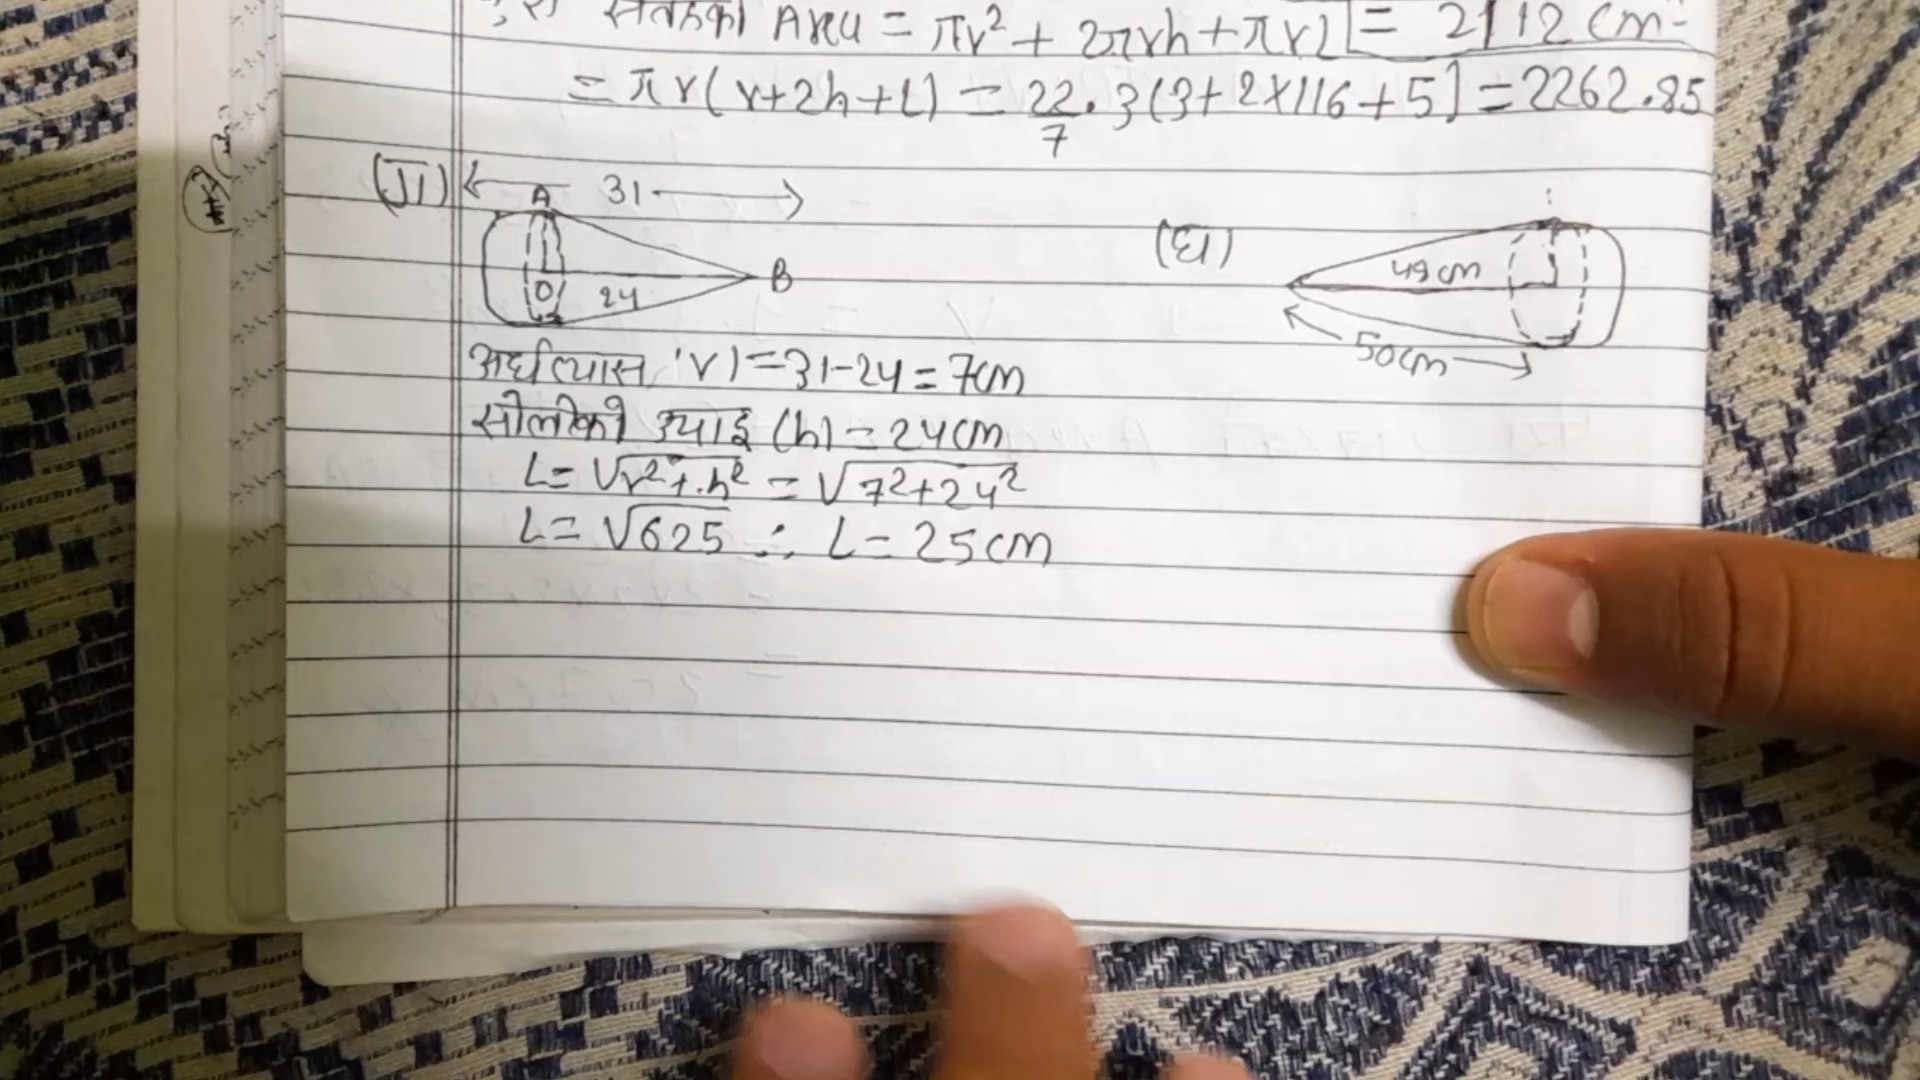 सतहको Area = πr² + 2πrh + πrl = 2112 cm²
= πr(r+2h+L) = 22/7 . 3(3+2×116+5] = 2262.85
(ग) A 31
O 24 B
(घ) 49cm
50cm
अर्धव्यास (r) = 31-24 = 7cm
सोलीको उचाई (h) = 24cm
L = √r²+h² = √7²+24²
L = √625 ∴ L = 25cm